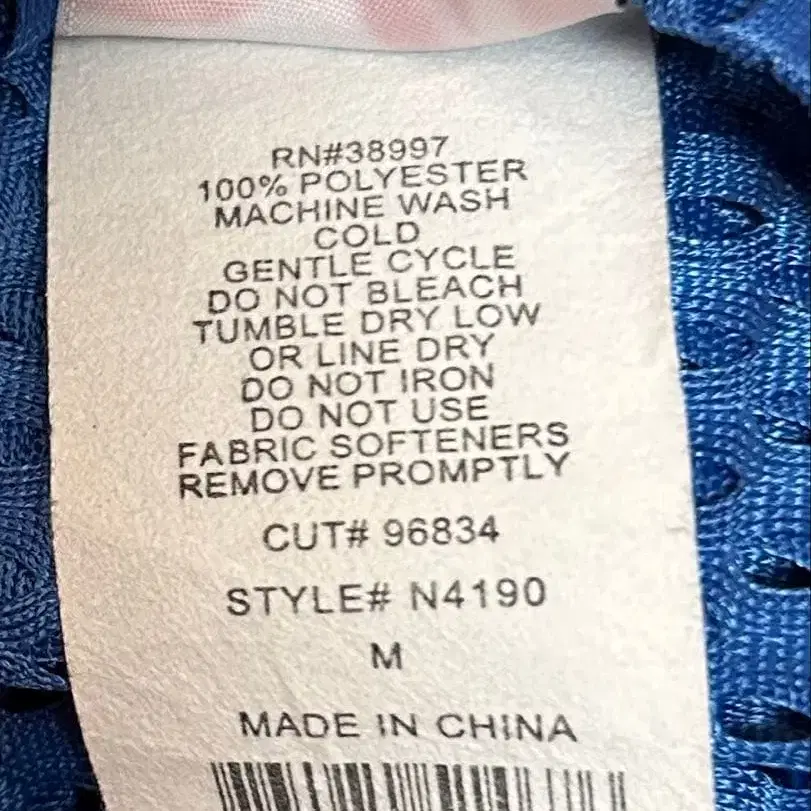 RN#38997
100% POLYESTER
MACHINE WASH
COLD
GENTLE CYCLE
DO NOT BLEACH
TUMBLE DRY LOW
OR LINE DRY
DO NOT IRON
DO NOT USE
FABRIC SOFTENERS
REMOVE PROMPTLY
CUT# 96834
STYLE# N4190
M
MADE IN CHINA